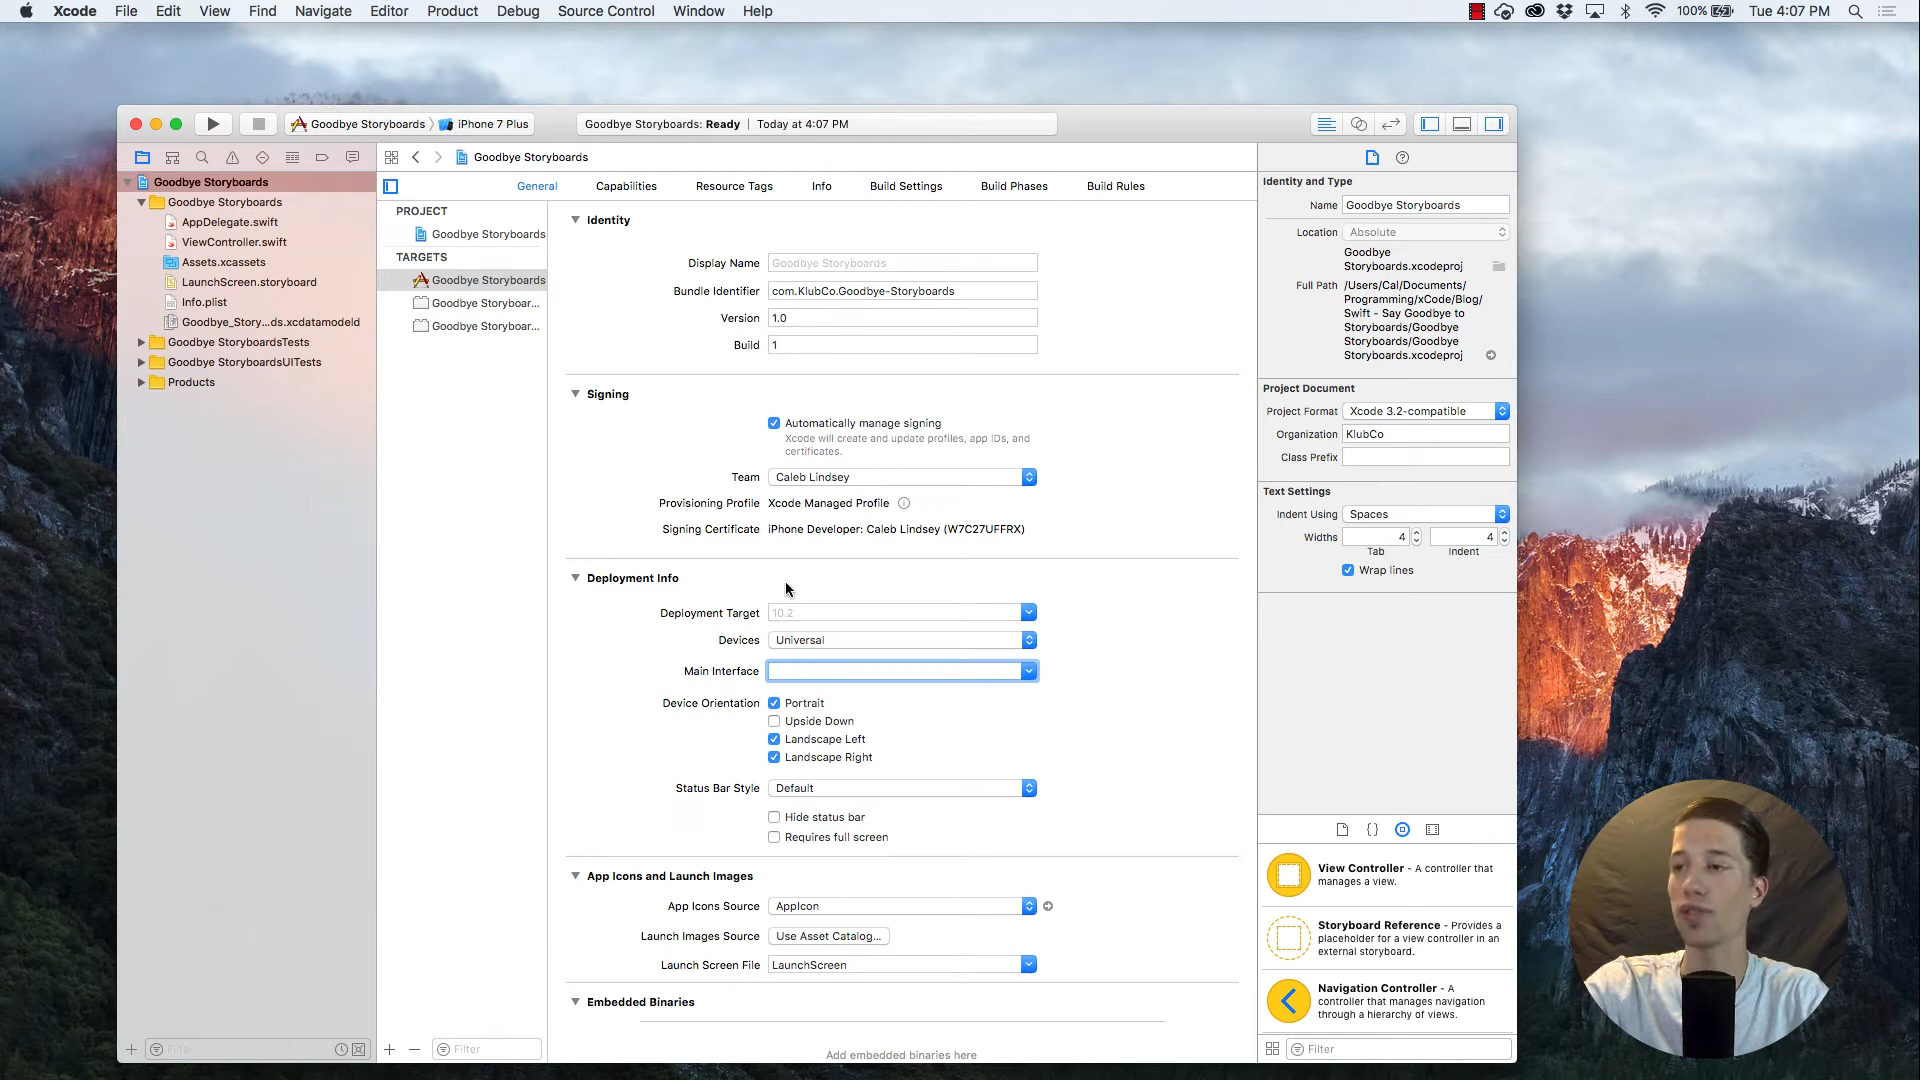 Xcode File Edit View Find Navigate Editor Product Debug Source Control Window Help 100% Tue 4:07 PM
Goodbye Storyboards iPhone 7 Plus Goodbye Storyboards: Ready Today at 4:07 PM
Goodbye Storyboards
Goodbye Storyboards
AppDelegate.swift
ViewController.swift
Assets.xcassets
LaunchScreen.storyboard
Info.plist
Goodbye_Story...ds.xcdatamodeld
Goodbye StoryboardsTests
Goodbye StoryboardsUITests
Products
Filter
Goodbye Storyboards
General Capabilities Resource Tags Info Build Settings Build Phases Build Rules
PROJECT
Goodbye Storyboards
TARGETS
Goodbye Storyboards
Goodbye Storyboar...
Goodbye Storyboar...
Filter
Identity
Display Name Goodbye Storyboards
Bundle Identifier com.KlubCo.Goodbye-Storyboards
Version 1.0
Build 1
Signing
Automatically manage signing
Xcode will create and update profiles, app IDs, and
certificates.
Team Caleb Lindsey
Provisioning Profile Xcode Managed Profile
Signing Certificate iPhone Developer: Caleb Lindsey (W7C27UFFRX)
Deployment Info
Deployment Target 10.2
Devices Universal
Main Interface
Device Orientation Portrait
Upside Down
Landscape Left
Landscape Right
Status Bar Style Default
Hide status bar
Requires full screen
App Icons and Launch Images
App Icons Source AppIcon
Launch Images Source Use Asset Catalog...
Launch Screen File LaunchScreen
Embedded Binaries
Add embedded binaries here
Identity and Type
Name Goodbye Storyboards
Location Absolute
Goodbye
Storyboards.xcodeproj
Full Path /Users/Cal/Documents/
Programming/xCode/Blog/
Swift - Say Goodbye to
Storyboards/Goodbye
Storyboards/Goodbye
Storyboards.xcodeproj
Project Document
Project Format Xcode 3.2-compatible
Organization KlubCo
Class Prefix
Text Settings
Indent Using Spaces
Widths 4 4
Tab Indent
Wrap lines
{}
View Controller - A controller that
manages a view.
Storyboard Reference - Provides a
placeholder for a view controller in an
external storyboard.
Navigation Controller - A
controller that manages navigation
through a hierarchy of views.
Filter